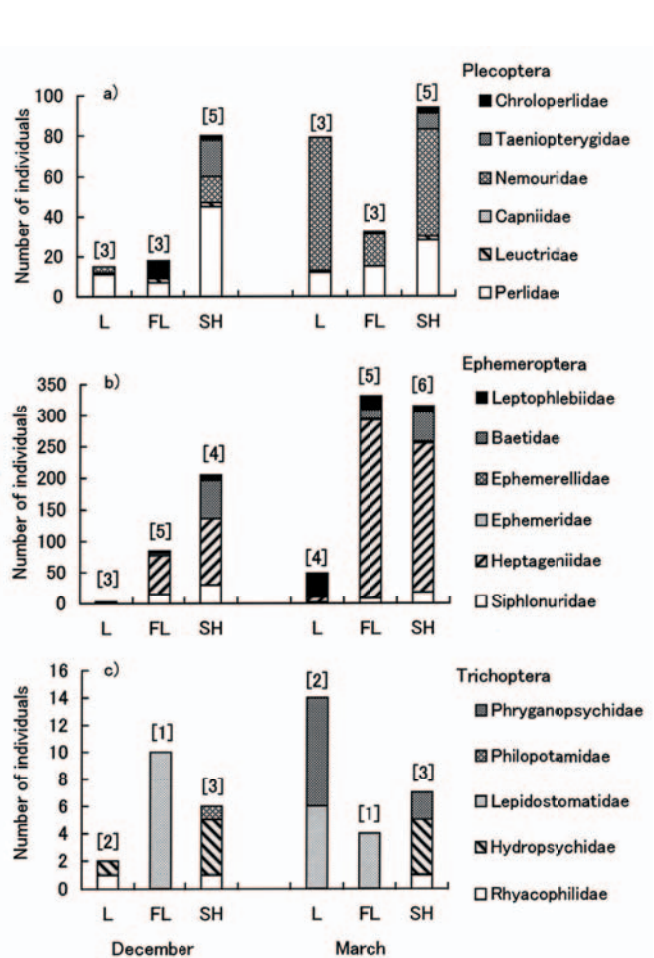 Plecoptera
a)
Number of individuals
100
80
60
40
20
0
[3]
[3]
[5]
[3]
[3]
[5]
L FL SH L FL SH
Chroloperlidae
Taeniopterygidae
Nemouridae
Capniidae
Leuctridae
Perlidae
Ephemeroptera
b)
Number of individuals
350
300
250
200
150
100
50
0
[3]
[5]
[4]
[4]
[5]
[6]
L FL SH L FL SH
Leptophlebiidae
Baetidae
Ephemerellidae
Ephemeridae
Heptageniidae
Siphlonuridae
Trichoptera
c)
Number of individuals
16
14
12
10
8
6
4
2
0
[2]
[1]
[3]
[2]
[1]
[3]
L FL SH L FL SH
December March
Phryganopsychidae
Philopotamidae
Lepidostomatidae
Hydropsychidae
Rhyacophilidae